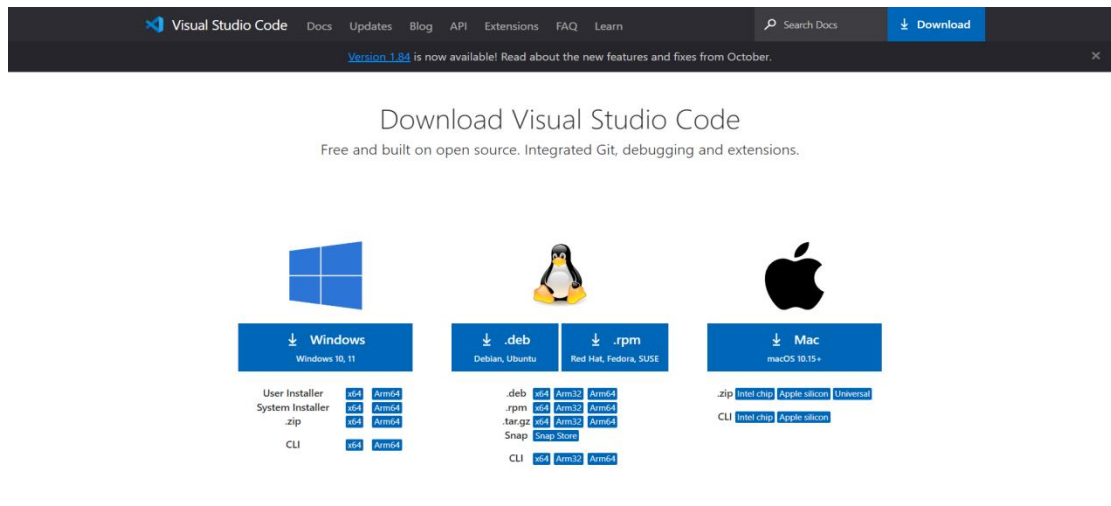 Visual Studio Code Docs Updates Blog API Extensions FAQ Learn Search Docs Download
Version 1.84 is now available! Read about the new features and fixes from October. ×
Download Visual Studio Code
Free and built on open source. Integrated Git, debugging and extensions.
Windows
Windows 10, 11
User Installer x64 Arm64
System Installer x64 Arm64
.zip x64 Arm64
CLI x64 Arm64
.deb
Debian, Ubuntu
.rpm
Red Hat, Fedora, SUSE
.deb x64 Arm32 Arm64
.rpm x64 Arm32 Arm64
.tar.gz x64 Arm32 Arm64
Snap Snap Store
CLI x64 Arm32 Arm64
Mac
macOS 10.15+
.zip Intel chip Apple silicon Universal
CLI Intel chip Apple silicon